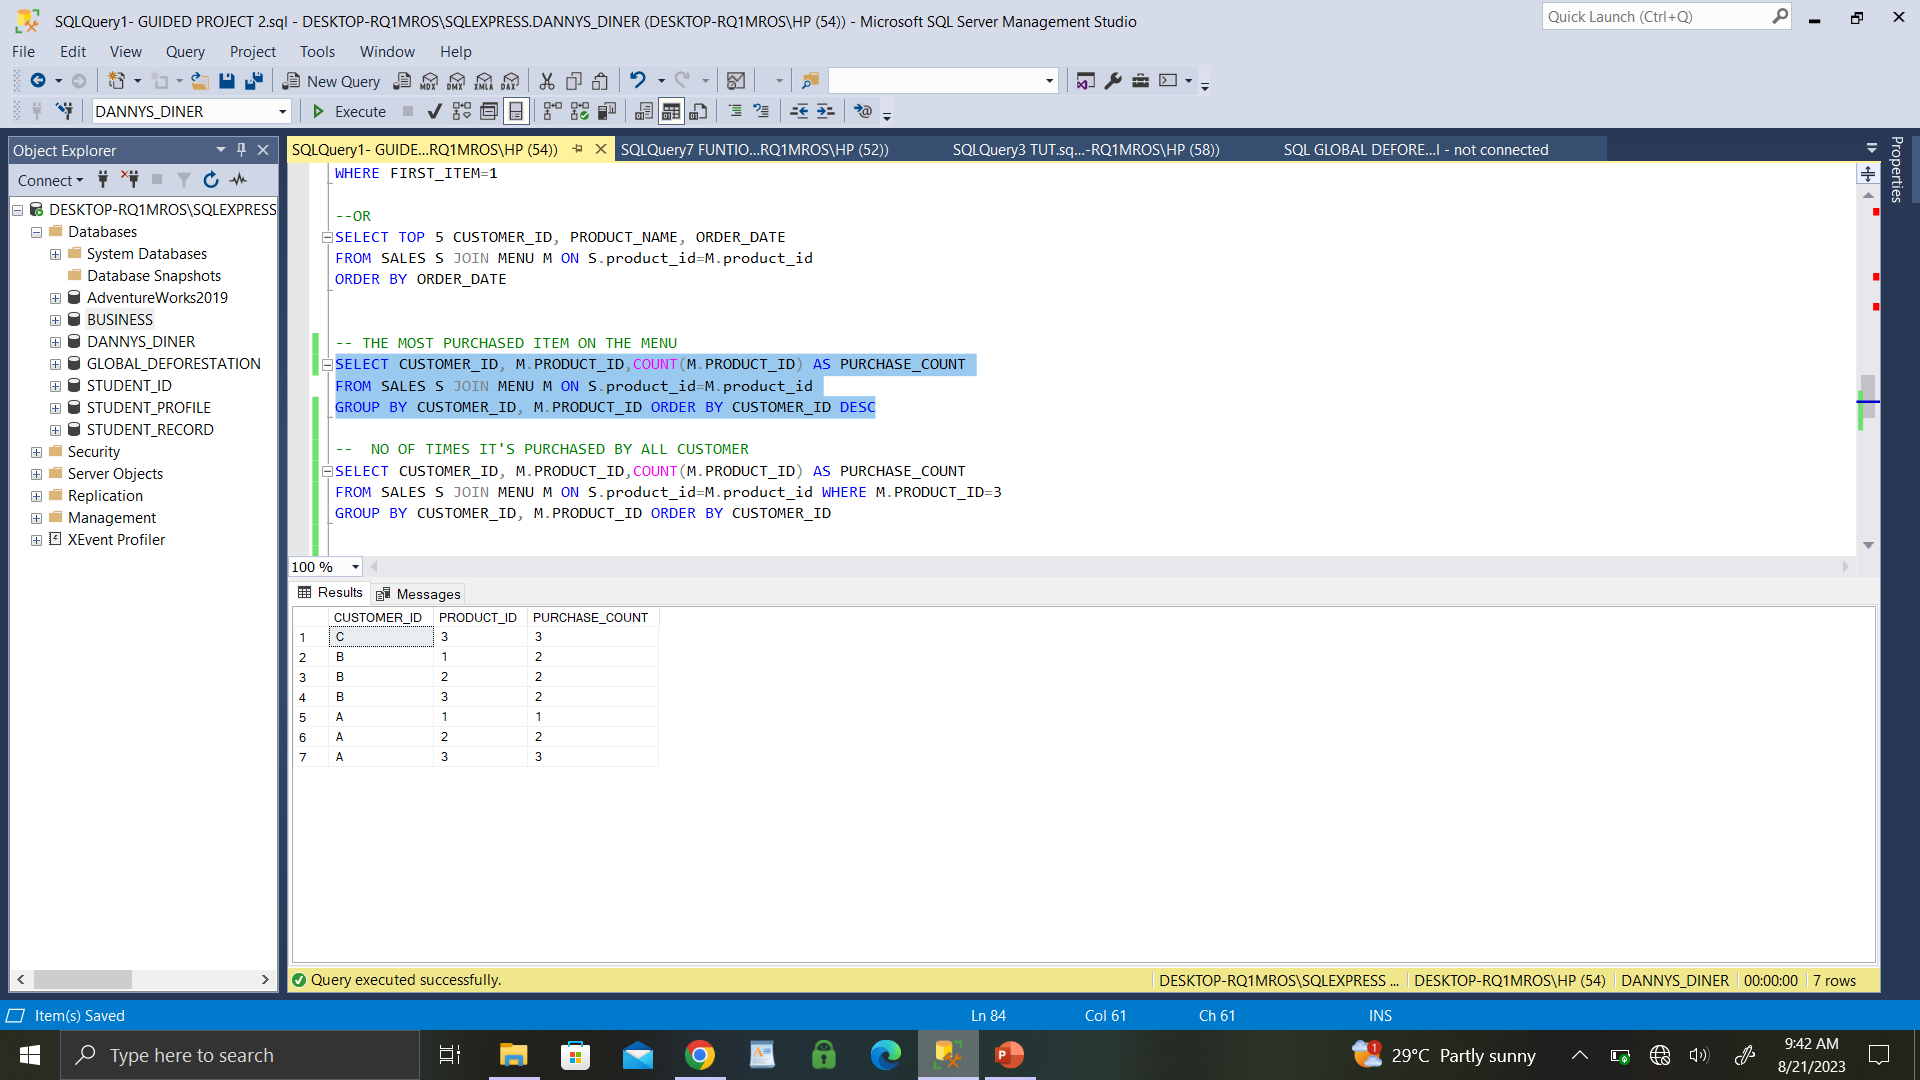 SQLQuery1- GUIDED PROJECT 2.sql - DESKTOP-RQ1MROS\SQLEXPRESS.DANNYS_DINER (DESKTOP-RQ1MROS\HP (54)) - Microsoft SQL Server Management Studio
Quick Launch (Ctrl+Q)
File Edit View Query Project Tools Window Help
New Query
MDX DMX XMLA DAX
DANNYS_DINER
Execute
Object Explorer
Connect
DESKTOP-RQ1MROS\SQLEXPRESS
Databases
System Databases
Database Snapshots
AdventureWorks2019
BUSINESS
DANNYS_DINER
GLOBAL_DEFORESTATION
STUDENT_ID
STUDENT_PROFILE
STUDENT_RECORD
Security
Server Objects
Replication
Management
XEvent Profiler
SQLQuery1- GUIDE...RQ1MROS\HP (54))
SQLQuery7 FUNTIO...RQ1MROS\HP (52))
SQLQuery3 TUT.sq...-RQ1MROS\HP (58))
SQL GLOBAL DEFORE...l - not connected
Properties
WHERE FIRST_ITEM=1
--OR
SELECT TOP 5 CUSTOMER_ID, PRODUCT_NAME, ORDER_DATE
FROM SALES S JOIN MENU M ON S.product_id=M.product_id
ORDER BY ORDER_DATE
-- THE MOST PURCHASED ITEM ON THE MENU
SELECT CUSTOMER_ID, M.PRODUCT_ID,COUNT(M.PRODUCT_ID) AS PURCHASE_COUNT
FROM SALES S JOIN MENU M ON S.product_id=M.product_id
GROUP BY CUSTOMER_ID, M.PRODUCT_ID ORDER BY CUSTOMER_ID DESC
--  NO OF TIMES IT'S PURCHASED BY ALL CUSTOMER
SELECT CUSTOMER_ID, M.PRODUCT_ID,COUNT(M.PRODUCT_ID) AS PURCHASE_COUNT
FROM SALES S JOIN MENU M ON S.product_id=M.product_id WHERE M.PRODUCT_ID=3
GROUP BY CUSTOMER_ID, M.PRODUCT_ID ORDER BY CUSTOMER_ID
100 %
Results Messages
CUSTOMER_ID PRODUCT_ID PURCHASE_COUNT
1 C 3 3
2 B 1 2
3 B 2 2
4 B 3 2
5 A 1 1
6 A 2 2
7 A 3 3
Query executed successfully.
DESKTOP-RQ1MROS\SQLEXPRESS ... DESKTOP-RQ1MROS\HP (54) DANNYS_DINER 00:00:00 7 rows
Item(s) Saved
Ln 84 Col 61 Ch 61 INS
Type here to search
1
29°C Partly sunny
9:42 AM
8/21/2023